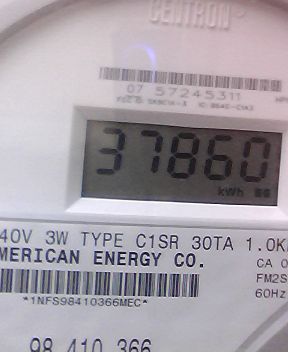 CENTRON
07 57245311
37860
kWh
40V 3W TYPE C1SR 30TA 1.0K
MERICAN ENERGY CO.
CA 0
FM2S
60Hz
*1NFS98410366MEC*
98 410 366